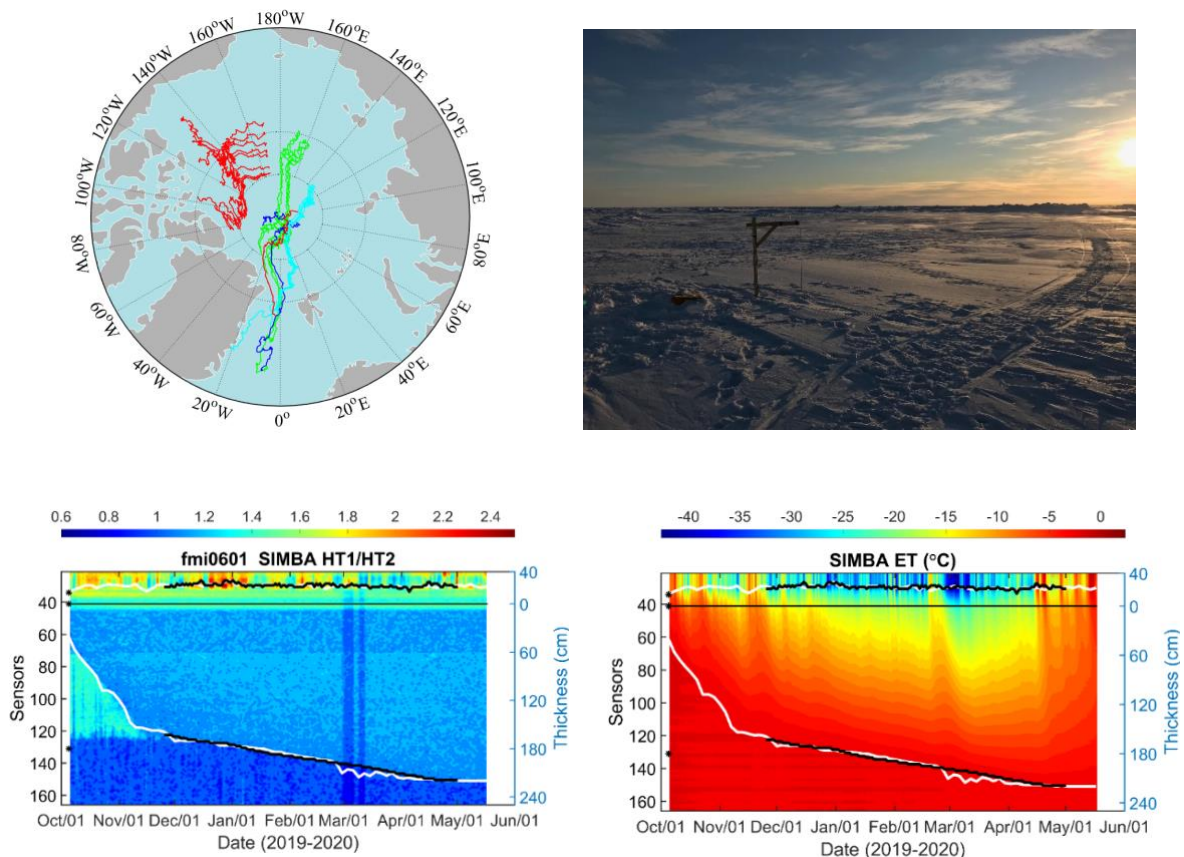 180°W
160°W
160°E
140°W
140°E
120°W
120°E
100°W
100°E
80°W
80°E
60°W
60°E
40°W
40°E
20°W
20°E
0°
0.6 0.8 1 1.2 1.4 1.6 1.8 2 2.2 2.4
fmi0601 SIMBA HT1/HT2
Sensors
40
60
80
100
120
140
160
40
0
60
120
180
240
Thickness (cm)
Oct/01 Nov/01 Dec/01 Jan/01 Feb/01 Mar/01 Apr/01 May/01 Jun/01
Date (2019-2020)
-40 -35 -30 -25 -20 -15 -10 -5 0
SIMBA ET (°C)
Sensors
40
60
80
100
120
140
160
40
0
60
120
180
240
Thickness (cm)
Oct/01 Nov/01 Dec/01 Jan/01 Feb/01 Mar/01 Apr/01 May/01 Jun/01
Date (2019-2020)